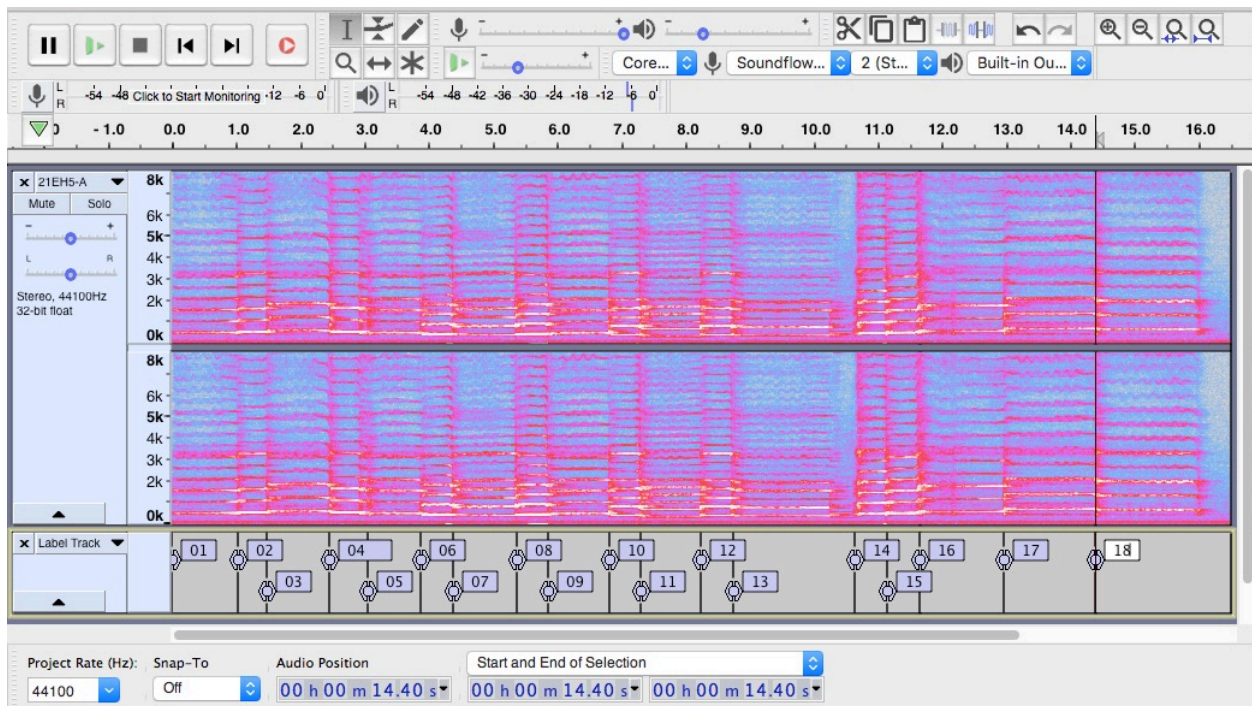 Core... Soundflow... 2 (St... Built-in Ou...
L R -54 -48 Click to Start Monitoring -12 -6 0 L R -54 -48 -42 -36 -30 -24 -18 -12 -6 0
- 1.0 0.0 1.0 2.0 3.0 4.0 5.0 6.0 7.0 8.0 9.0 10.0 11.0 12.0 13.0 14.0 15.0 16.0
x 21EH5-A
Mute Solo
- +
L R
Stereo, 44100Hz
32-bit float
8k
6k
5k
4k
3k
2k
0k
8k
6k
5k
4k
3k
2k
0k
x Label Track
01 02 04 06 08 10 12 14 16 17 18
03 05 07 09 11 13 15
Project Rate (Hz): Snap-To Audio Position Start and End of Selection
44100 Off 00 h 00 m 14.40 s 00 h 00 m 14.40 s 00 h 00 m 14.40 s